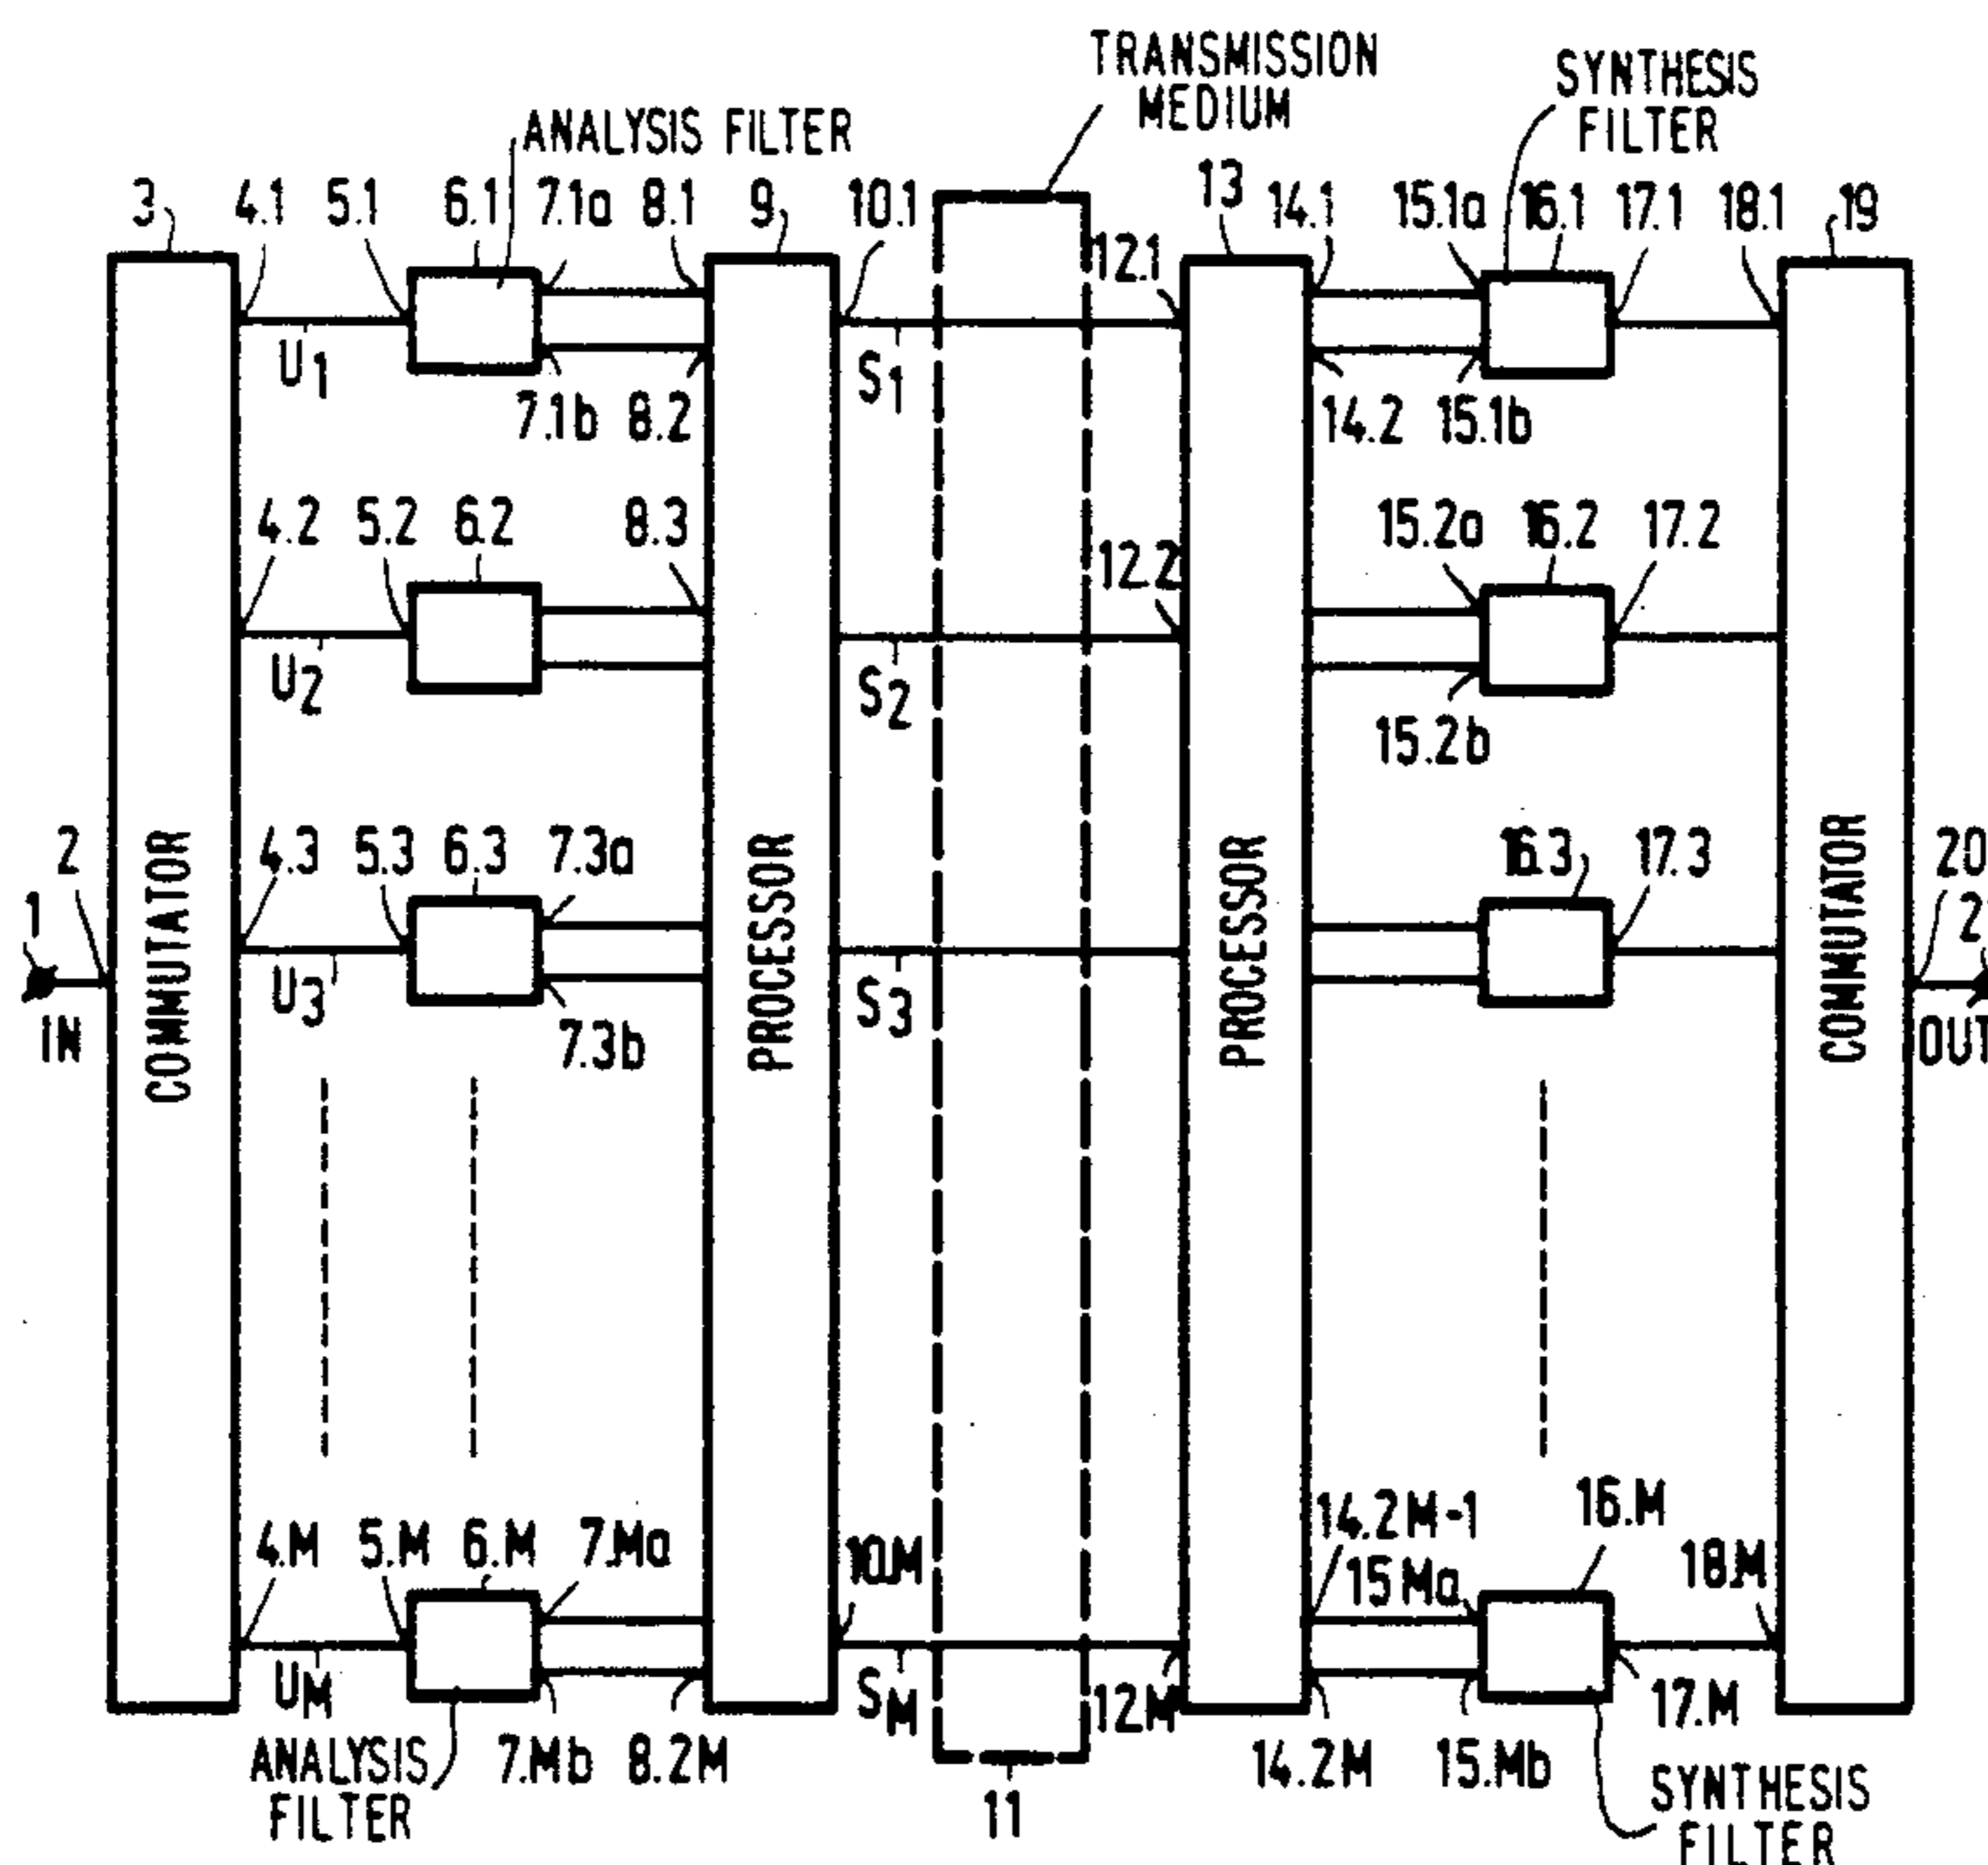 TRANSMISSION
MEDIUM
SYNTHESIS
FILTER
ANALYSIS FILTER
3 4.1 5.1 6.1 7.1a 8.1 9 10.1 12.1 13 14.1 15.1a 16.1 17.1 18.1 19
U1 S1
7.1b 8.2 14.2 15.1b
4.2 5.2 6.2 8.3 12.2 15.2a 16.2 17.2
U2 S2
15.2b
1 2 4.3 5.3 6.3 7.3a 16.3 17.3 20
IN
COMMUTATOR
PROCESSOR
PROCESSOR
COMMUTATOR
OUT
U3 S3
7.3b
4.M 5.M 6.M 7.Ma 10.M 14.2M-1 16.M
15Ma 18.M
UM SM 12M 17.M
ANALYSIS
FILTER
7.Mb 8.2M 11 14.2M 15.Mb
SYNTHESIS
FILTER